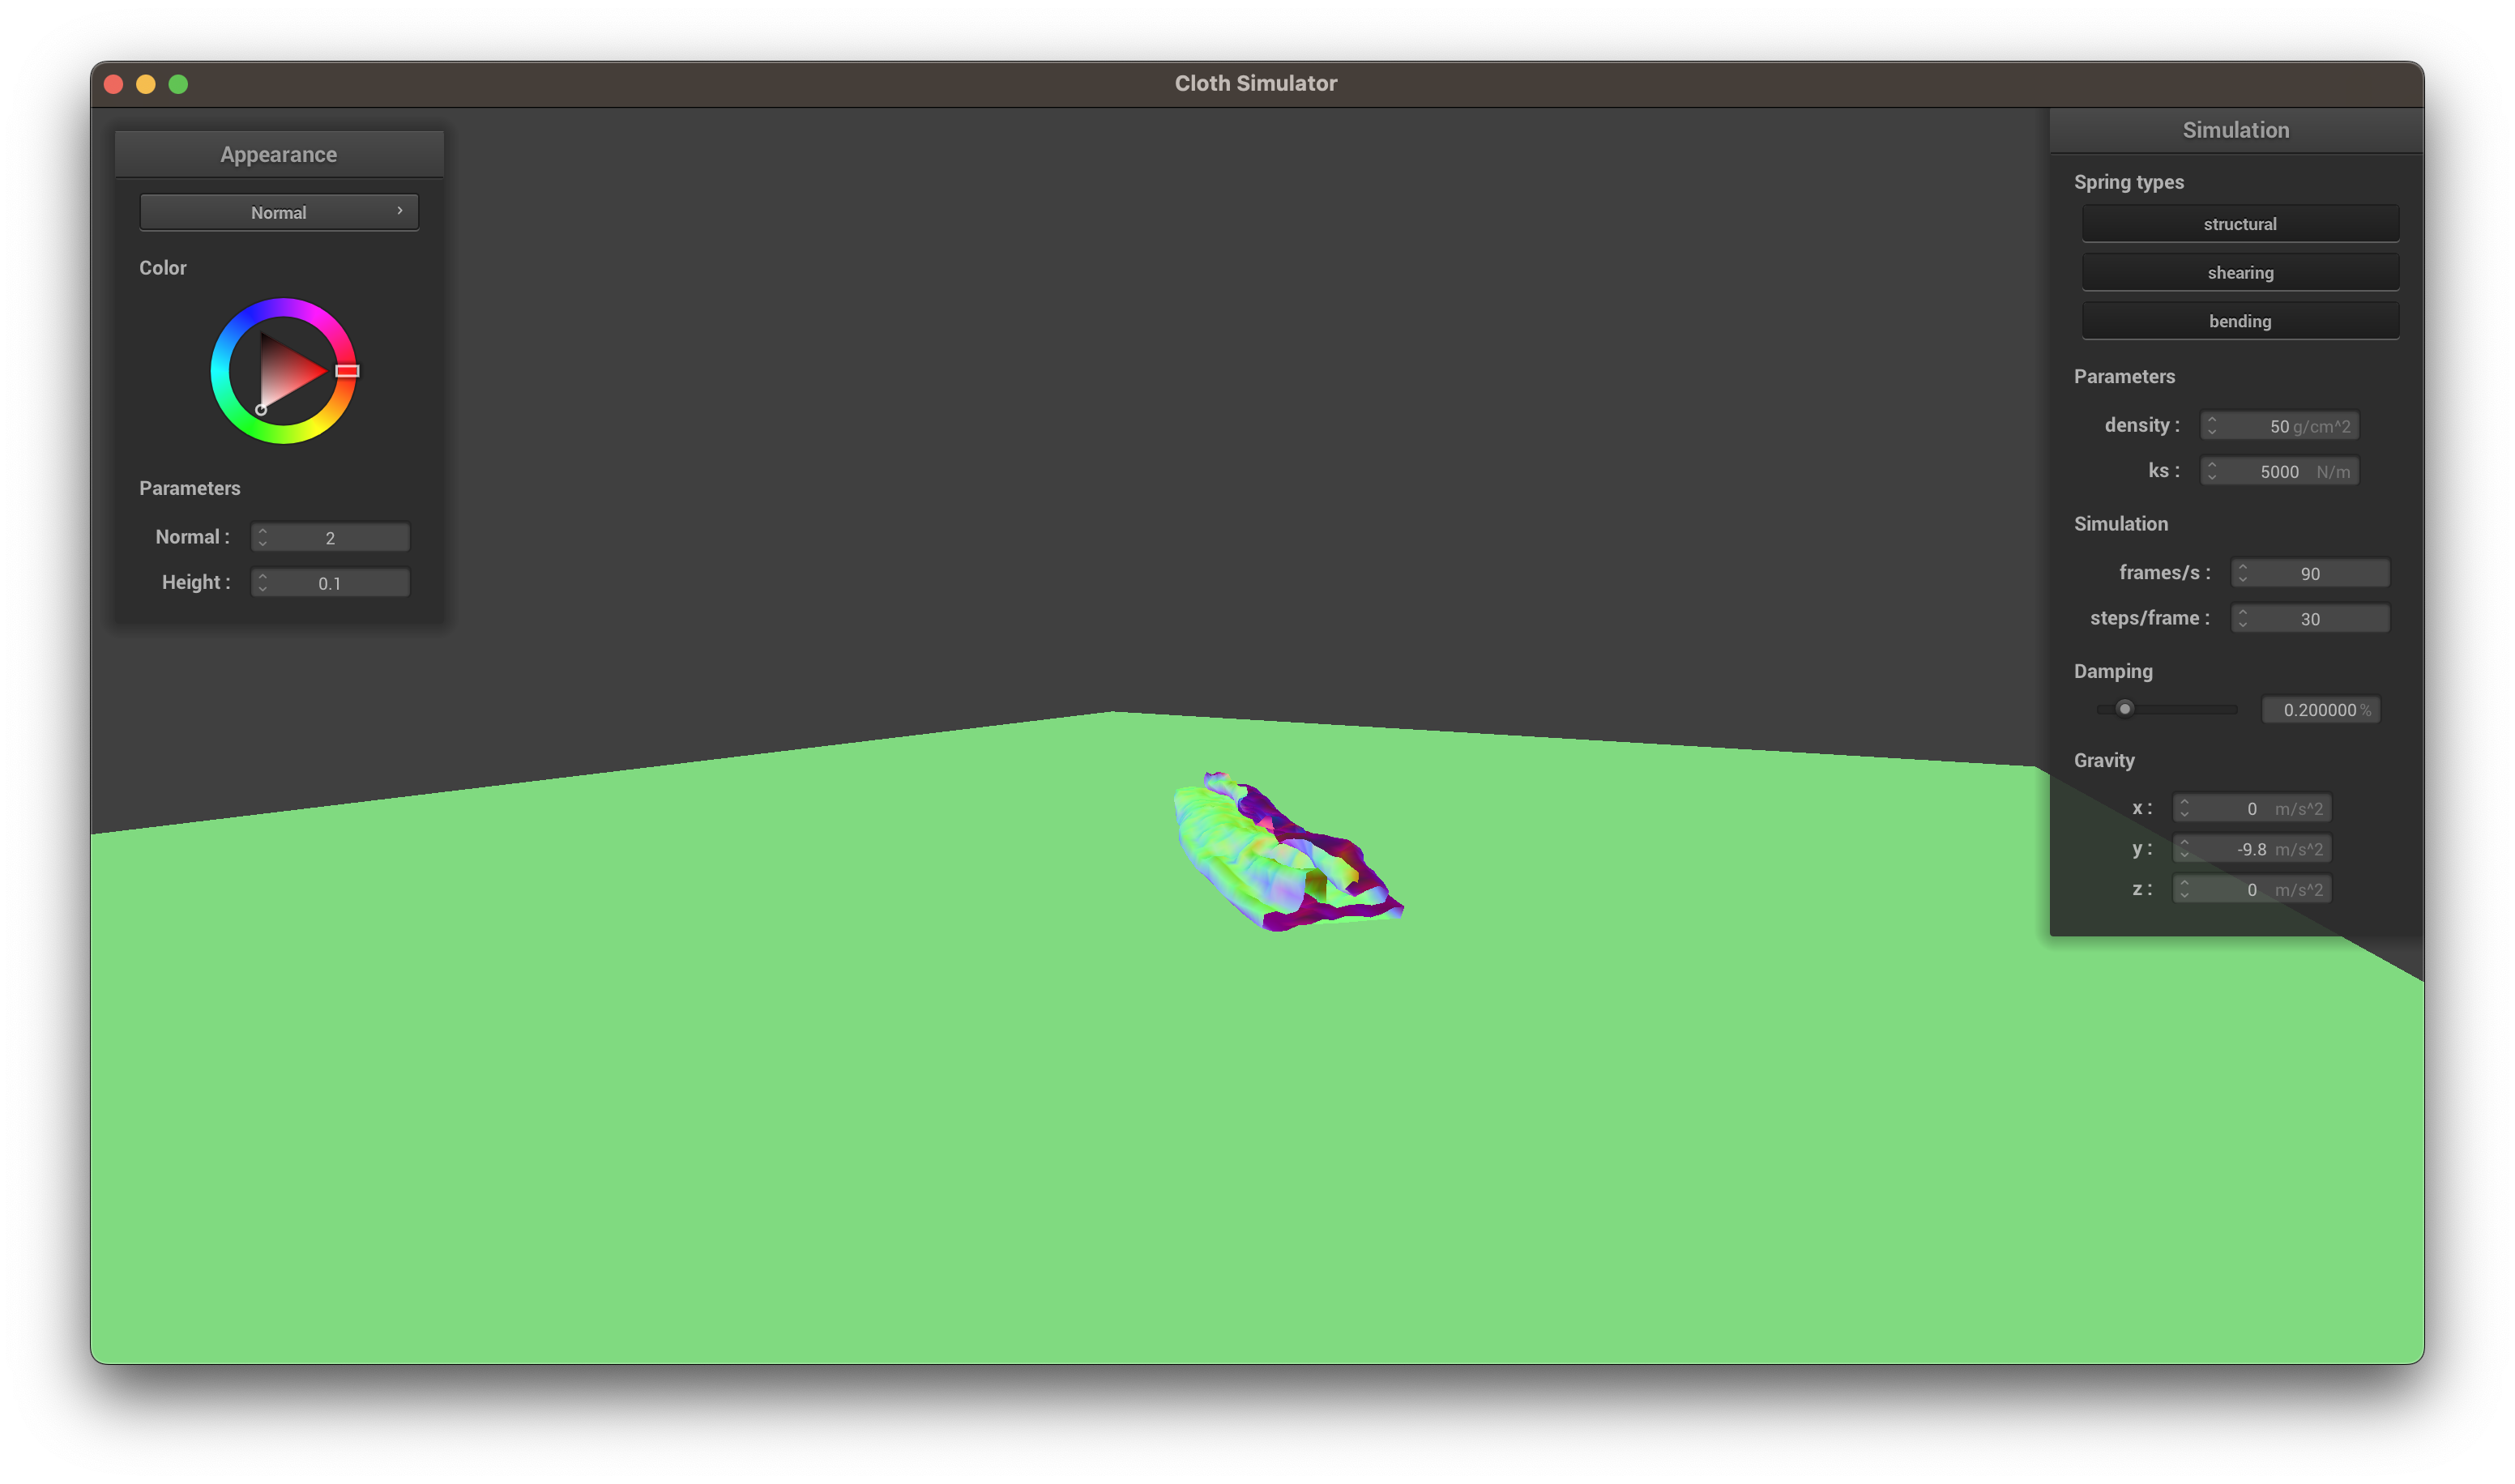 Cloth Simulator
Appearance
Normal
Color
Parameters
Normal : 2
Height : 0.1
Simulation
Spring types
structural
shearing
bending
Parameters
density : 50 g/cm^2
ks : 5000 N/m
Simulation
frames/s : 90
steps/frame : 30
Damping
0.200000 %
Gravity
x : 0 m/s^2
y : -9.8 m/s^2
z : 0 m/s^2